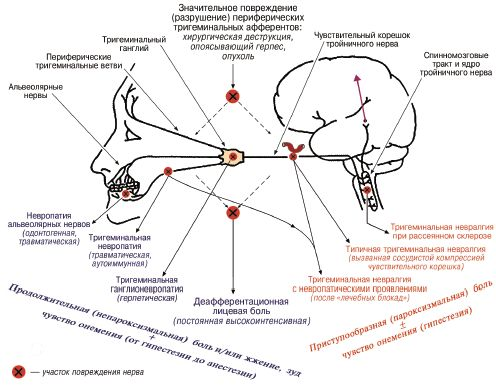 Значительное повреждение
(разрушение) периферических
тригеминальных афферентов:
хирургическая деструкция,
опоясывающий герпес,
опухоль
Тригеминальный
ганглий
Периферические
тригеминальные ветви
Альвеолярные
нервы
Чувствительный корешок
тройничного нерва
Спинномозговые
тракт и ядро
тройничного нерва
Невропатия
альвеолярных нервов
(одонтогенная,
травматическая)
Тригеминальная
невропатия
(травматическая,
аутоиммунная)
Тригеминальная
ганглионевропатия
(герпетическая)
Деафферентационная
лицевая боль
(постоянная высокоинтенсивная)
Тригеминальная невралгия
при рассеянном склерозе
Типичная тригеминальная невралгия
(вызванная сосудистой компрессией
чувствительного корешка)
Тригеминальная невралгия
с невропатическими проявлениями
(после «лечебных блокад»)
Продолжительная (непароксизмальная) боль и/или жжение, зуд
+
чувство онемения (от гипестезии до анестезии)
Приступообразная (пароксизмальная) боль
±
чувство онемения (гипестезия)
— участок повреждения нерва